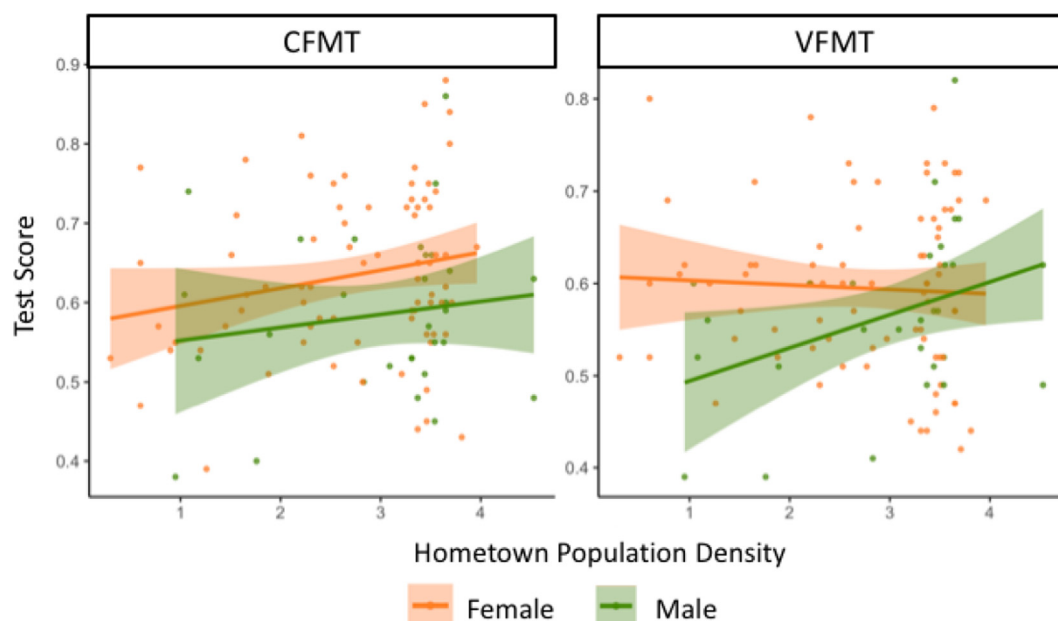 CFMT
VFMT
Test Score
0.9
0.8
0.7
0.6
0.5
0.4
1 2 3 4
0.8
0.7
0.6
0.5
0.4
1 2 3 4
Hometown Population Density
Female Male